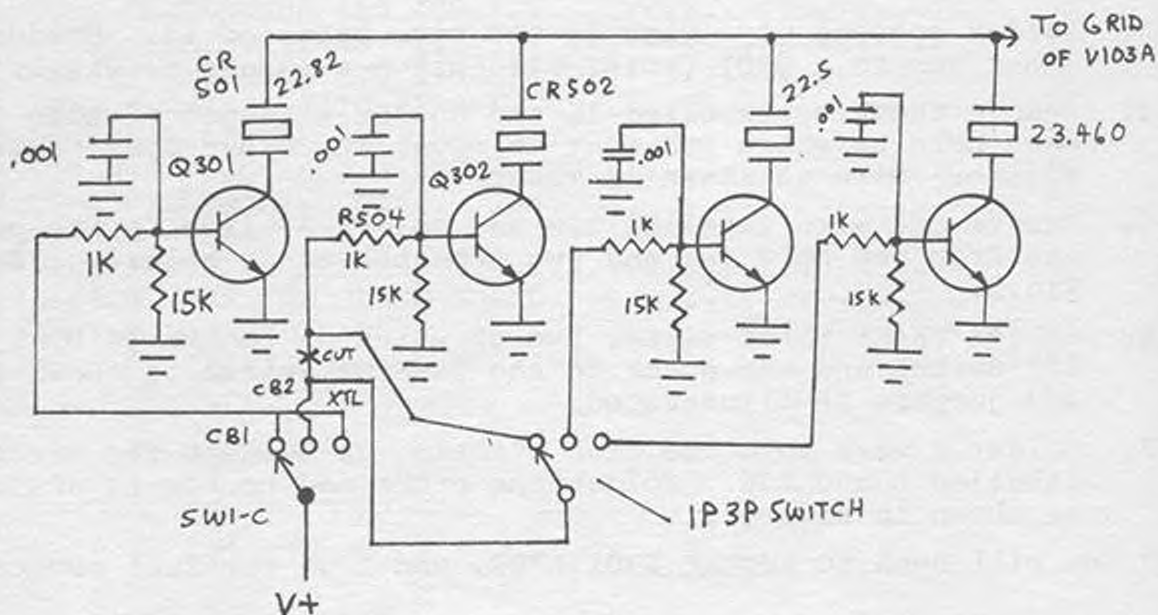 TO GRID
OF V103A
CR
501
22.82
CR502
22.5
23.460
.001
.001
.001
.001
Q301
Q302
R504
1K
1K
1K
1K
15K
15K
15K
15K
CUT
CB2
XTL
CB1
SW1-C
1P3P SWITCH
V+